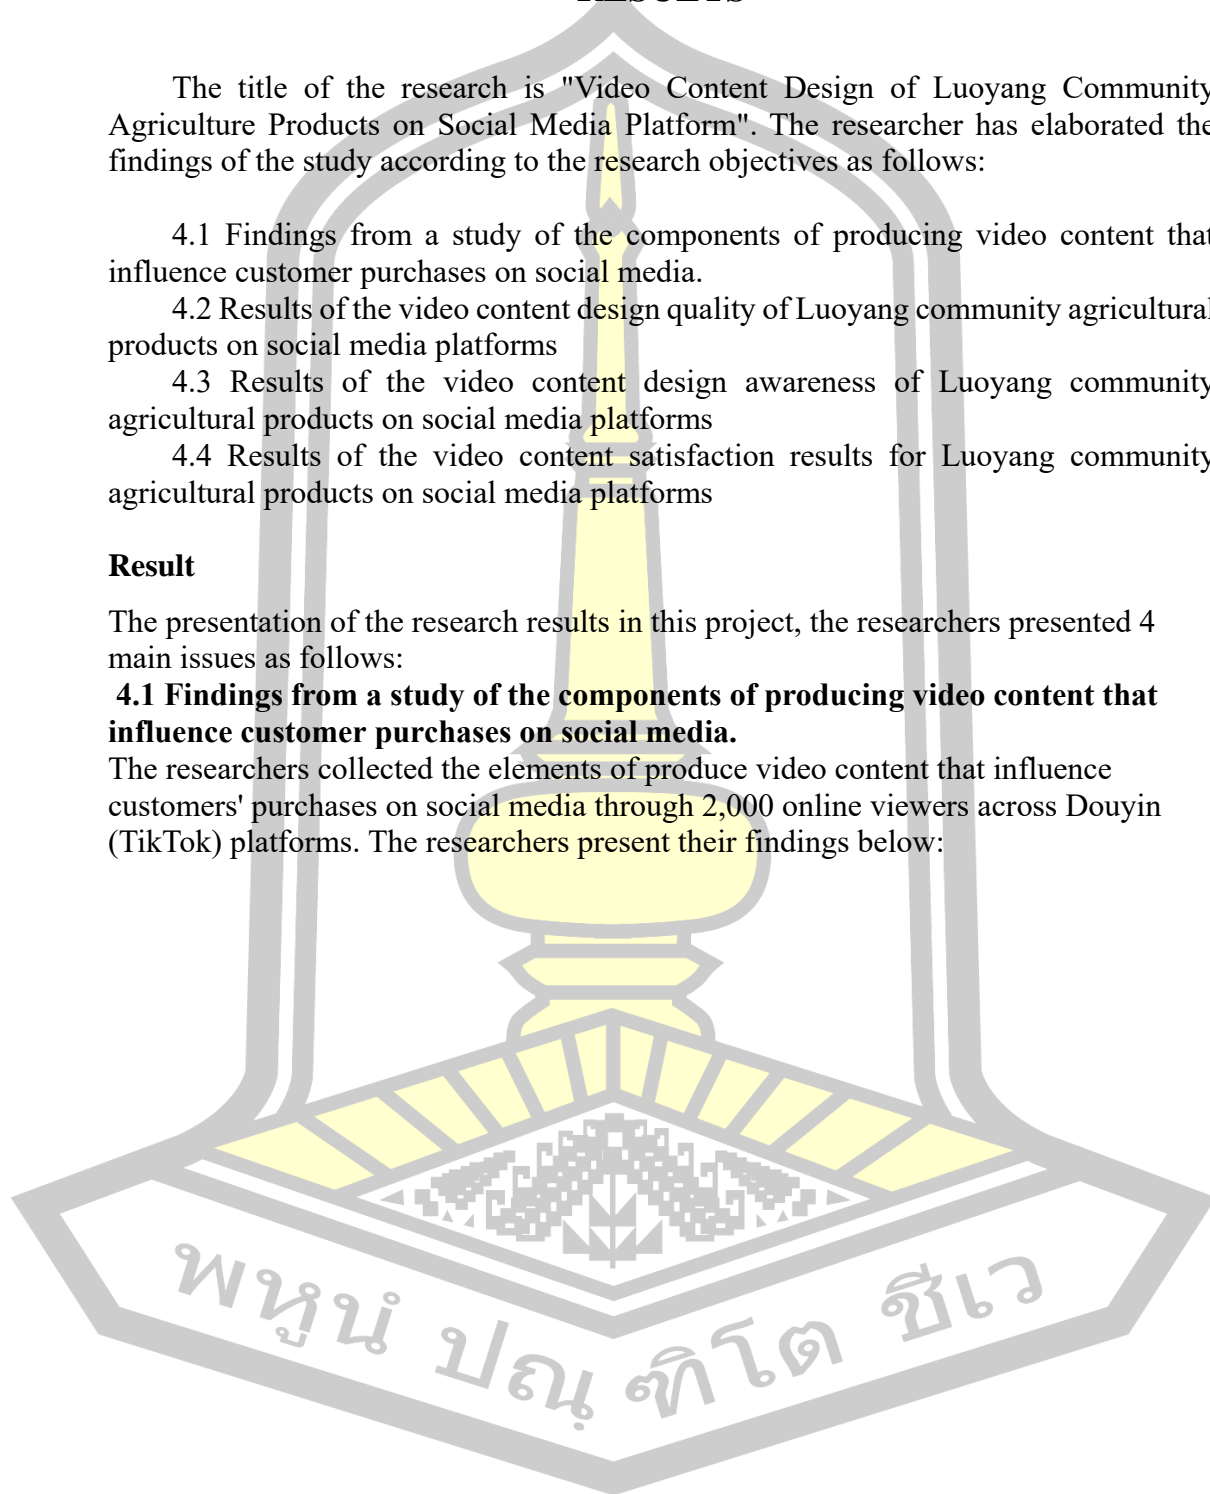 RESULTS
The title of the research is "Video Content Design of Luoyang Community
Agriculture Products on Social Media Platform". The researcher has elaborated the
findings of the study according to the research objectives as follows:
4.1 Findings from a study of the components of producing video content that
influence customer purchases on social media.
4.2 Results of the video content design quality of Luoyang community agricultural
products on social media platforms
4.3 Results of the video content design awareness of Luoyang community
agricultural products on social media platforms
4.4 Results of the video content satisfaction results for Luoyang community
agricultural products on social media platforms
Result
The presentation of the research results in this project, the researchers presented 4
main issues as follows:
4.1 Findings from a study of the components of producing video content that
influence customer purchases on social media.
The researchers collected the elements of produce video content that influence
customers' purchases on social media through 2,000 online viewers across Douyin
(TikTok) platforms. The researchers present their findings below:
พหูนํ ปณฺฑิโต ชีเว